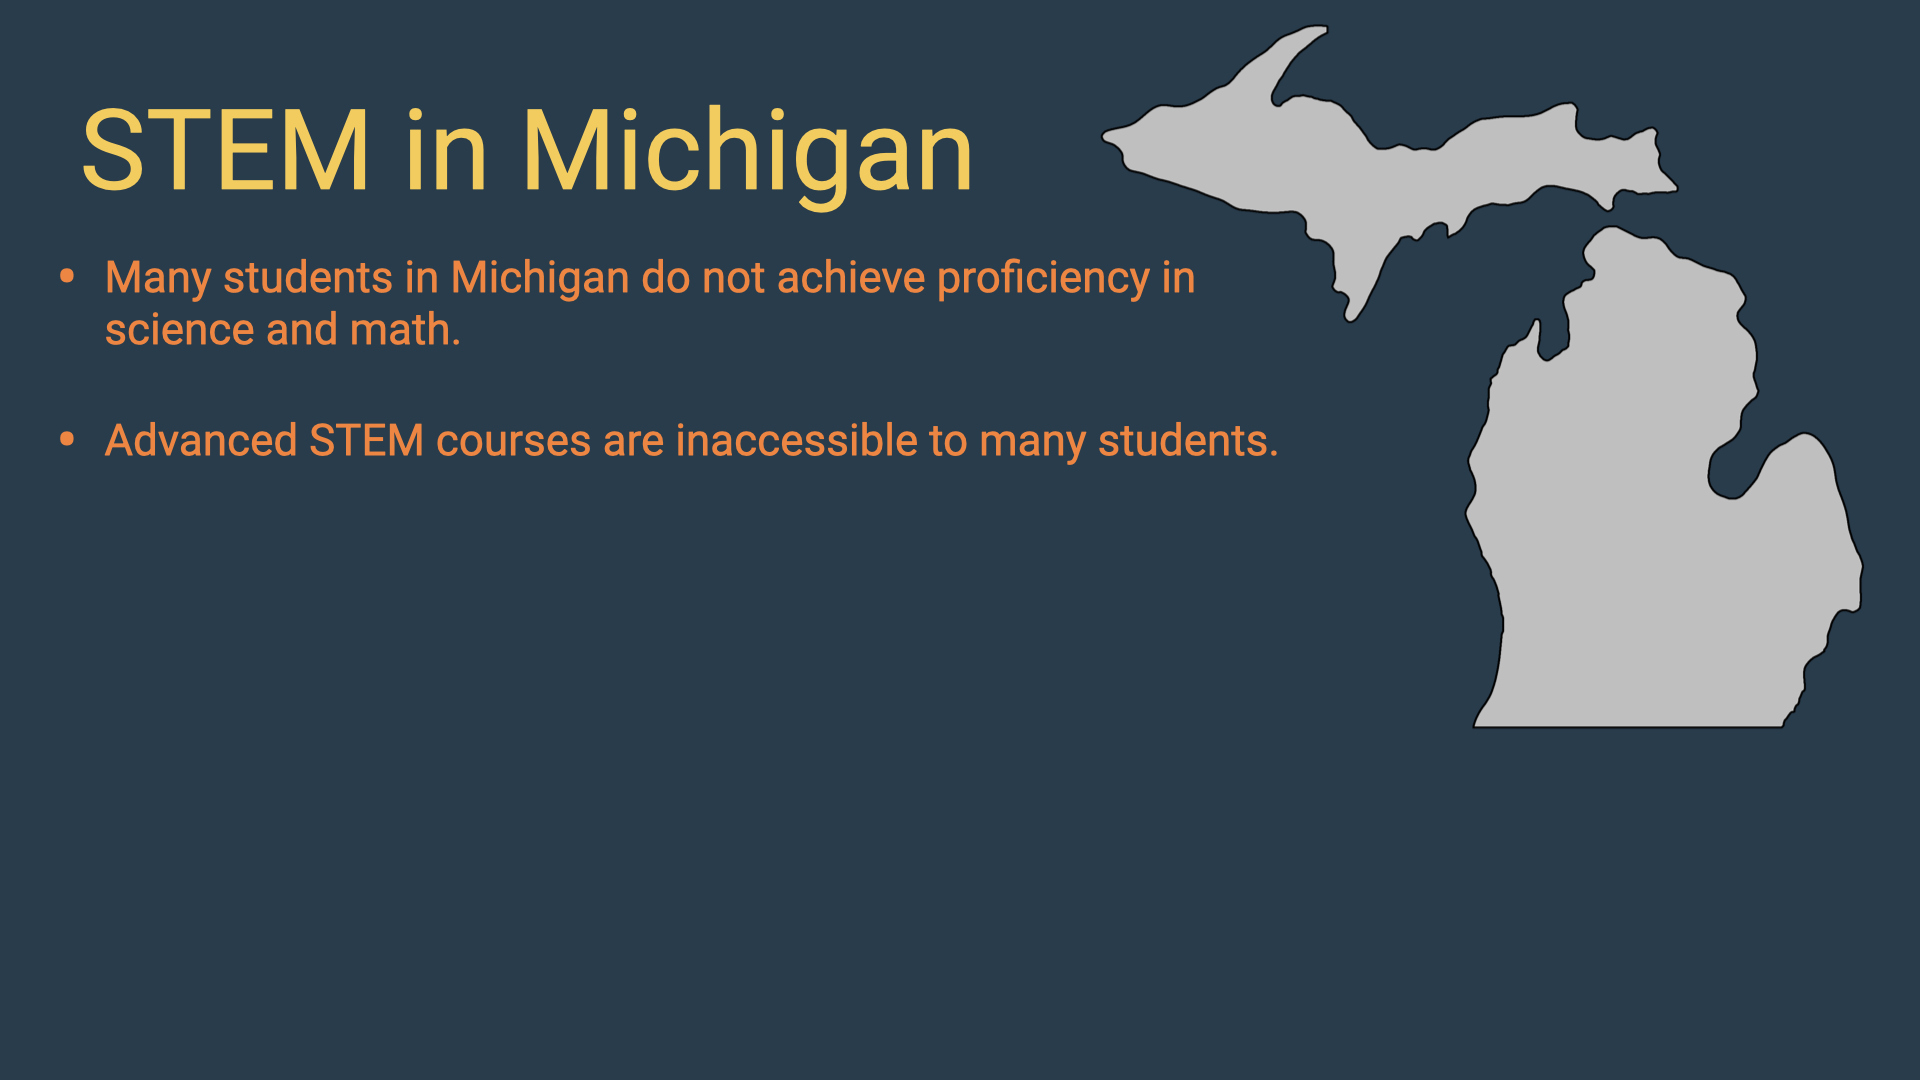 STEM in Michigan
• Many students in Michigan do not achieve proficiency in
science and math.
• Advanced STEM courses are inaccessible to many students.